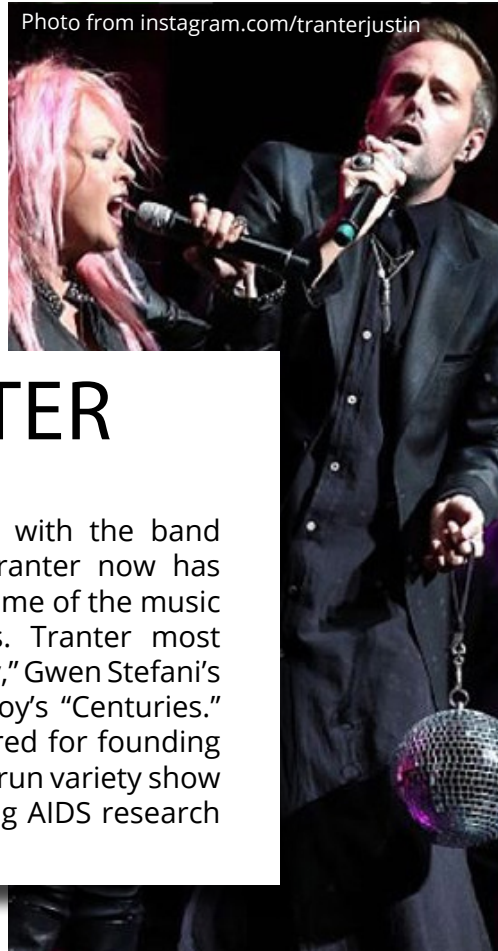 Photo from instagram.com/tranterjustin
TER
with the band
ranter now has
me of the music
s. Tranter most
,” Gwen Stefani’s
oy’s “Centuries.”
red for founding
run variety show
g AIDS research